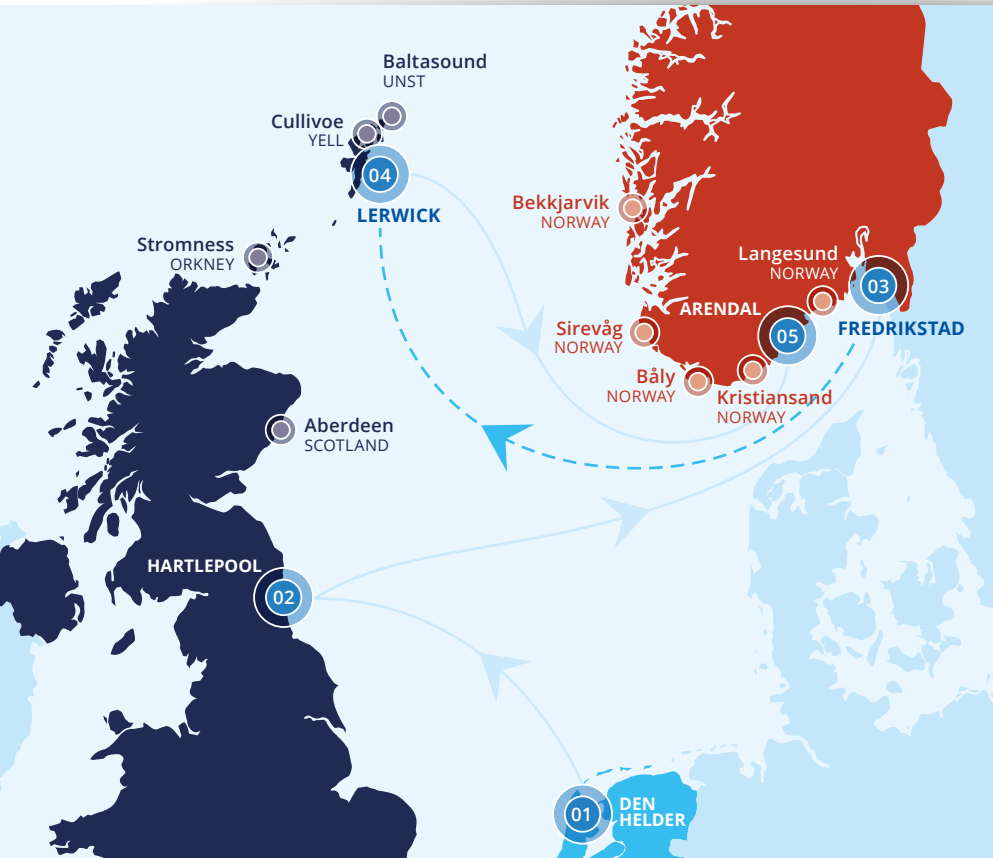 Baltasound
UNST
Cullivoe
YELL
04
LERWICK
Bekkjarvik
NORWAY
Stromness
ORKNEY
Langesund
NORWAY
03
FREDRIKSTAD
ARENDAL
05
Sirevåg
NORWAY
Båly
NORWAY
Kristiansand
NORWAY
Aberdeen
SCOTLAND
HARTLEPOOL
02
01
DEN
HELDER